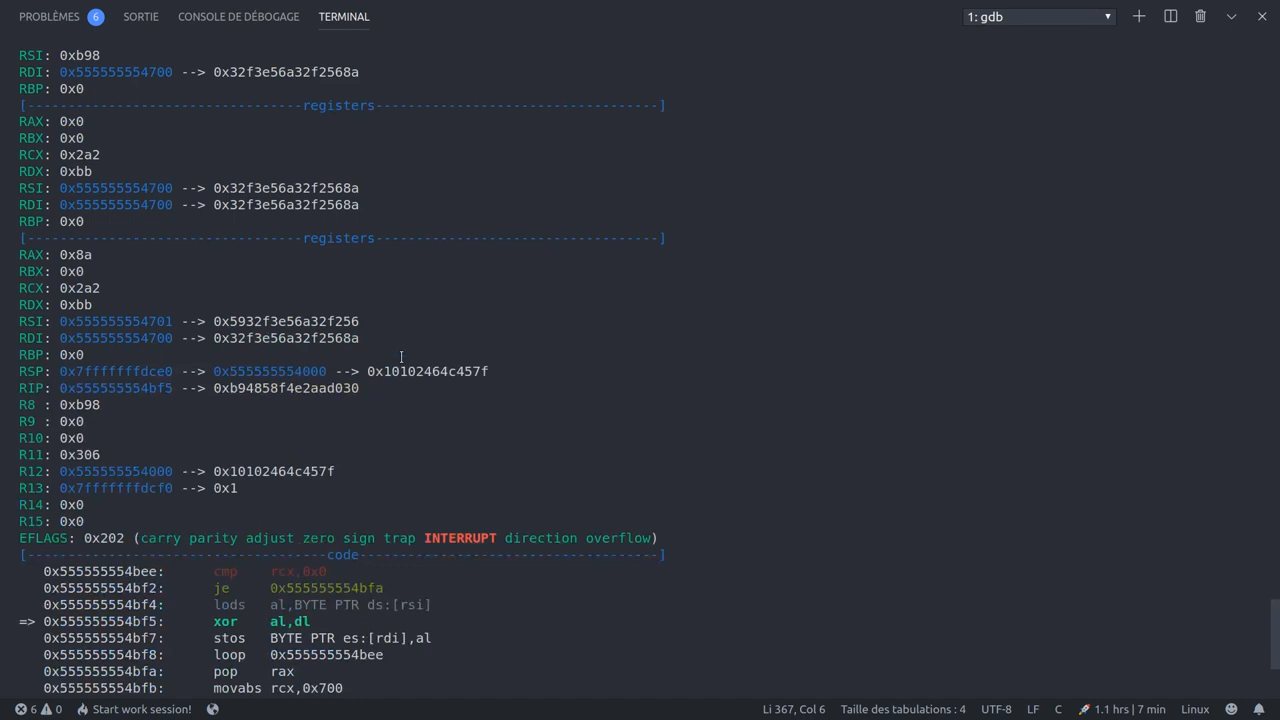 PROBLÈMES 6 SORTIE CONSOLE DE DÉBOGAGE TERMINAL 1: gdb
RSI: 0xb98
RDI: 0x555555554700 --> 0x32f3e56a32f2568a
RBP: 0x0
[----------------------------------registers-----------------------------------]
RAX: 0x0
RBX: 0x0
RCX: 0x2a2
RDX: 0xbb
RSI: 0x555555554700 --> 0x32f3e56a32f2568a
RDI: 0x555555554700 --> 0x32f3e56a32f2568a
RBP: 0x0
[----------------------------------registers-----------------------------------]
RAX: 0x8a
RBX: 0x0
RCX: 0x2a2
RDX: 0xbb
RSI: 0x555555554701 --> 0x5932f3e56a32f256
RDI: 0x555555554700 --> 0x32f3e56a32f2568a
RBP: 0x0
RSP: 0x7fffffffdce0 --> 0x555555554000 --> 0x10102464c457f
RIP: 0x555555554bf5 --> 0xb94858f4e2aad030
R8 : 0xb98
R9 : 0x0
R10: 0x0
R11: 0x306
R12: 0x555555554000 --> 0x10102464c457f
R13: 0x7fffffffdcf0 --> 0x1
R14: 0x0
R15: 0x0
EFLAGS: 0x202 (carry parity adjust zero sign trap INTERRUPT direction overflow)
[-------------------------------------code-------------------------------------]
0x555555554bee: cmp rcx,0x0
0x555555554bf2: je 0x555555554bfa
0x555555554bf4: lods al,BYTE PTR ds:[rsi]
=> 0x555555554bf5: xor al,dl
0x555555554bf7: stos BYTE PTR es:[rdi],al
0x555555554bf8: loop 0x555555554bee
0x555555554bfa: pop rax
0x555555554bfb: movabs rcx,0x700
6 0 Start work session! Li 367, Col 6 Taille des tabulations : 4 UTF-8 LF C 1.1 hrs | 7 min Linux